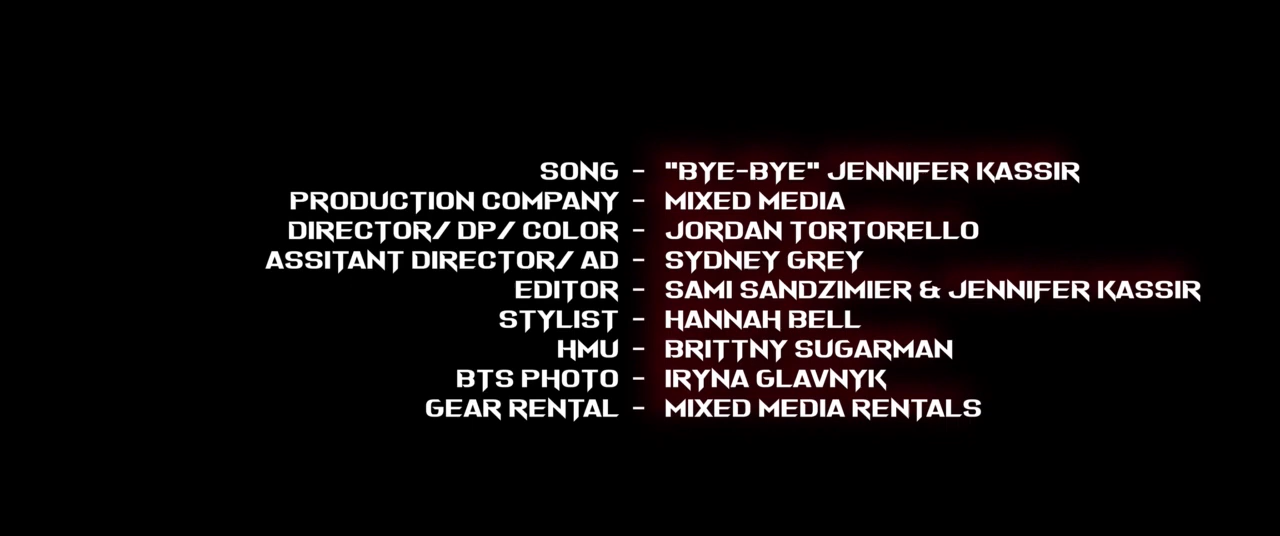 SONG - "BYE-BYE" JENNIFER KASSIR
PRODUCTION COMPANY - MIXED MEDIA
DIRECTOR/ DP/ COLOR - JORDAN TORTORELLO
ASSITANT DIRECTOR/ AD - SYDNEY GREY
EDITOR - SAMI SANDZIMIER & JENNIFER KASSIR
STYLIST - HANNAH BELL
HMU - BRITTNY SUGARMAN
BTS PHOTO - IRYNA GLAVNYK
GEAR RENTAL - MIXED MEDIA RENTALS